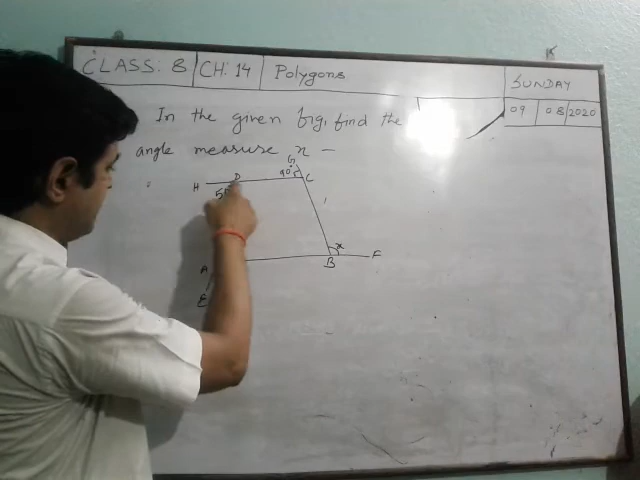 CLASS. 8 CH. 14 Polygons SUNDAY
09 08 2020
In the given fig, find the
angle measure x -
G
H D 90° C
A B x F
E